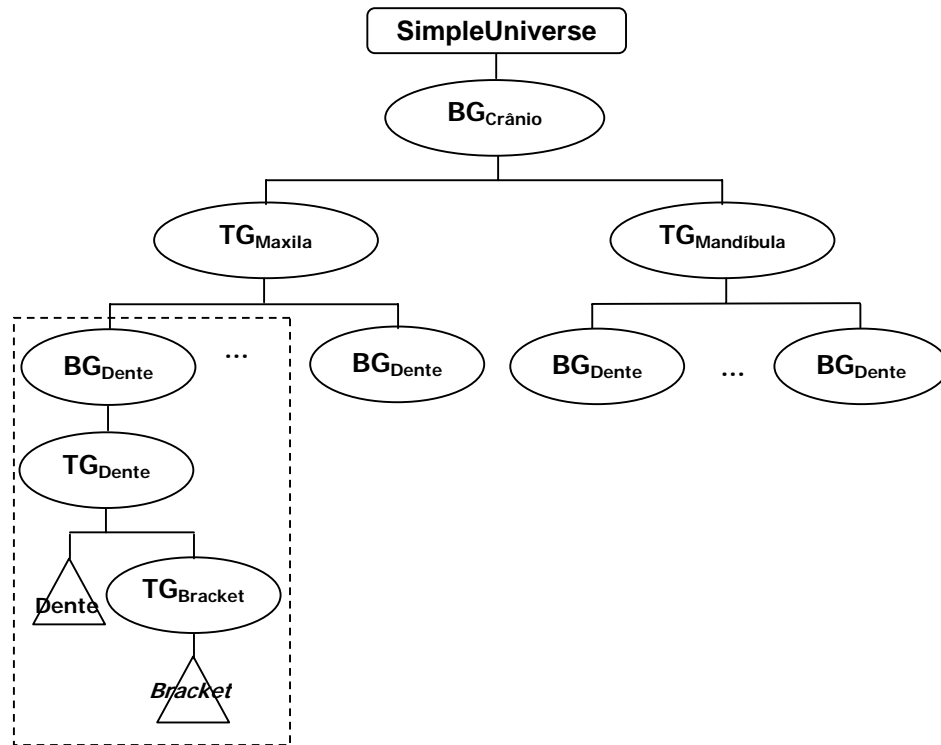 SimpleUniverse
BGCrânio
TGMaxila
TGMandíbula
BGDente
...
BGDente
BGDente
...
BGDente
TGDente
Dente
TGBracket
Bracket